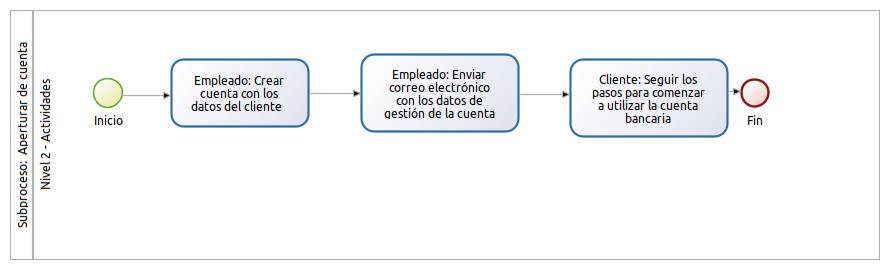 Subproceso: Aperturar de cuenta
Nivel 2 - Actividades
Inicio
Empleado: Crear
cuenta con los
datos del cliente
Empleado: Enviar
correo electrónico
con los datos de
gestión de la cuenta
Cliente: Seguir los
pasos para comenzar
a utilizar la cuenta
bancaria
Fin